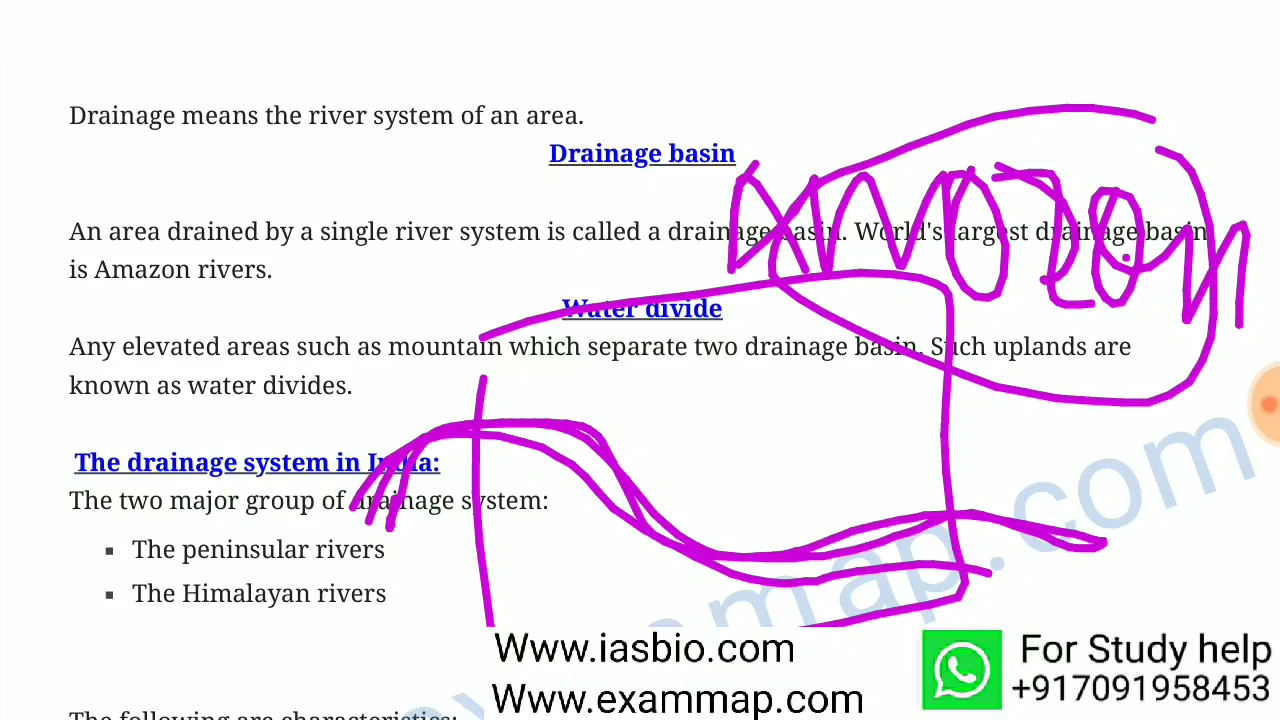 Drainage means the river system of an area.
Drainage basin
An area drained by a single river system is called a drainage basin. World's largest drainage basin
is Amazon rivers.
Water divide
Any elevated areas such as mountain which separate two drainage basin. Such uplands are
known as water divides.
The drainage system in India:
The two major group of drainage system:
▪ The peninsular rivers
▪ The Himalayan rivers
Www.iasbio.com
For Study help
+917091958453
Www.exammap.com
The following are characteristics: